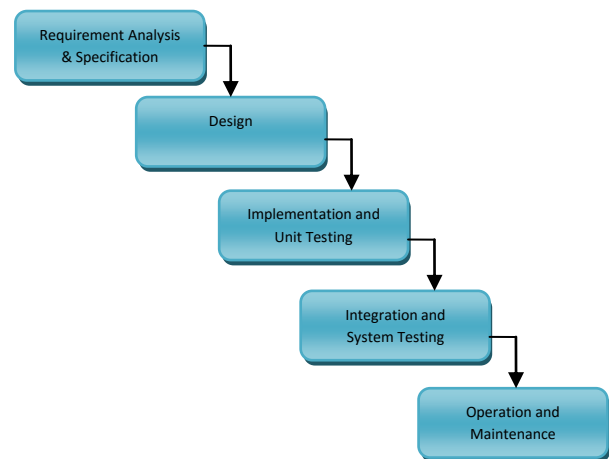 Requirement Analysis
& Specification
Design
Implementation and
Unit Testing
Integration and
System Testing
Operation and
Maintenance